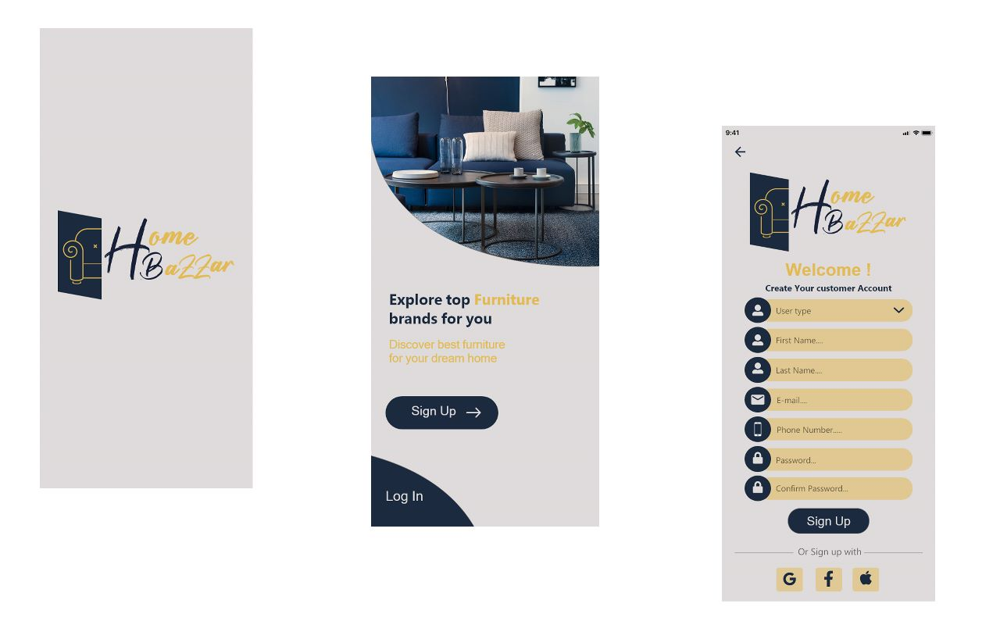 Home
BaZZar
Explore top Furniture
brands for you
Discover best furniture
for your dream home
Sign Up
Log In
9:41
Home
BaZZar
Welcome !
Create Your customer Account
User type
First Name....
Last Name....
E-mail....
Phone Number.....
Password...
Confirm Password...
Sign Up
Or Sign up with
G
f